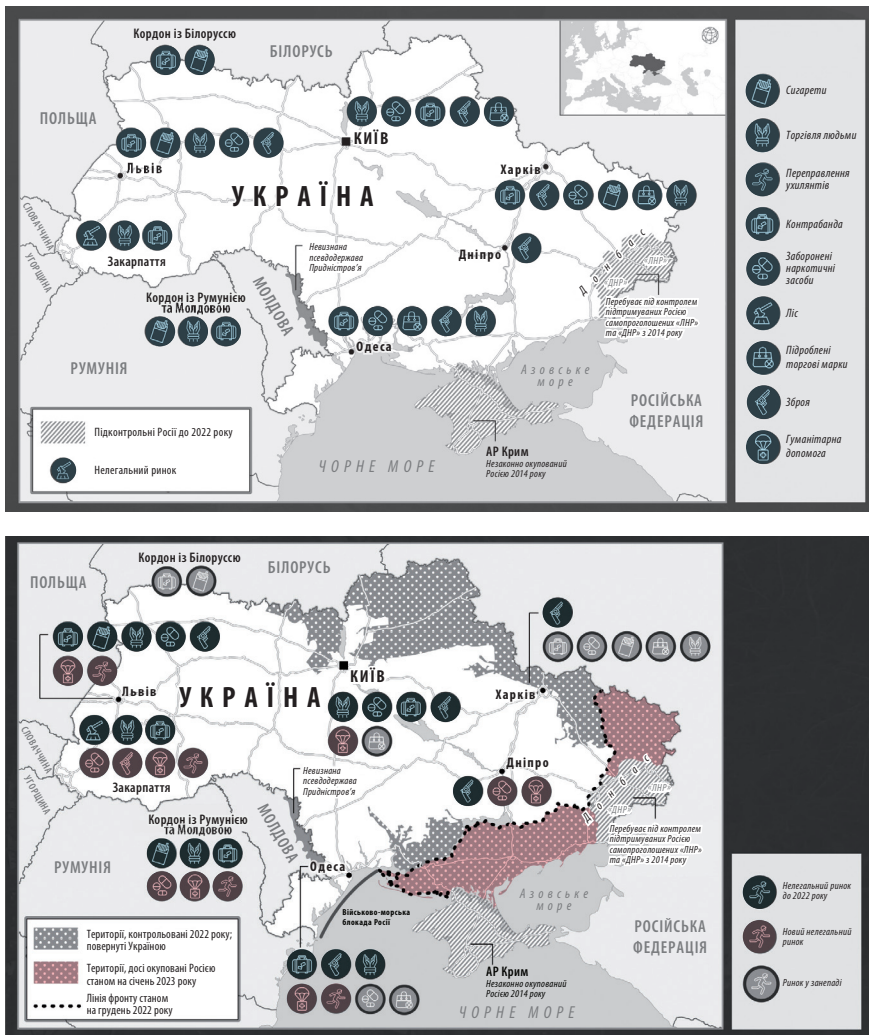 Кордон із Білоруссю
БІЛОРУСЬ
ПОЛЬЩА
КИЇВ
Львів
Харків
УКРАЇНА
СЛОВАЧЧИНА
УГОРЩИНА
Закарпаття
Невизнана
псевдодержава
Придністров'я
Дніпро
Донбас
«ЛНР»
«ДНР»
Перебуває під контролем
підтримуваних Росією
самопроголошених «ЛНР»
та «ДНР» з 2014 року
Кордон із Румунією
та Молдовою
МОЛДОВА
Одеса
РУМУНІЯ
Азовське
море
РОСІЙСЬКА
ФЕДЕРАЦІЯ
АР Крим
Незаконно окупований
Росією 2014 року
ЧОРНЕ МОРЕ
Підконтрольні Росії до 2022 року
Нелегальний ринок
Сигарети
Торгівля людьми
Переправлення
ухилянтів
Контрабанда
Заборонені
наркотичні
засоби
Ліс
Підроблені
торгові марки
Зброя
Гуманітарна
допомога
Кордон із Білоруссю
БІЛОРУСЬ
ПОЛЬЩА
КИЇВ
Львів
Харків
УКРАЇНА
СЛОВАЧЧИНА
УГОРЩИНА
Закарпаття
Невизнана
псевдодержава
Придністров'я
Дніпро
Донбас
«ЛНР»
«ДНР»
Перебуває під контролем
підтримуваних Росією
самопроголошених «ЛНР»
та «ДНР» з 2014 року
Кордон із Румунією
та Молдовою
МОЛДОВА
Одеса
РУМУНІЯ
Військово-морська
блокада Росії
Азовське
море
РОСІЙСЬКА
ФЕДЕРАЦІЯ
АР Крим
Незаконно окупований
Росією 2014 року
ЧОРНЕ МОРЕ
Території, контрольовані 2022 року;
повернуті Україною
Території, досі окуповані Росією
станом на січень 2023 року
Лінія фронту станом
на грудень 2022 року
Нелегальний ринок
до 2022 року
Новий нелегальний
ринок
Ринок у занепаді